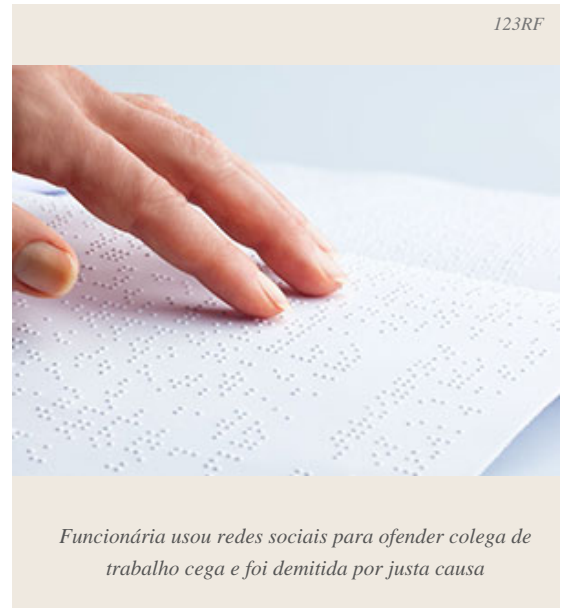 123RF
Funcionária usou redes sociais para ofender colega de
trabalho cega e foi demitida por justa causa